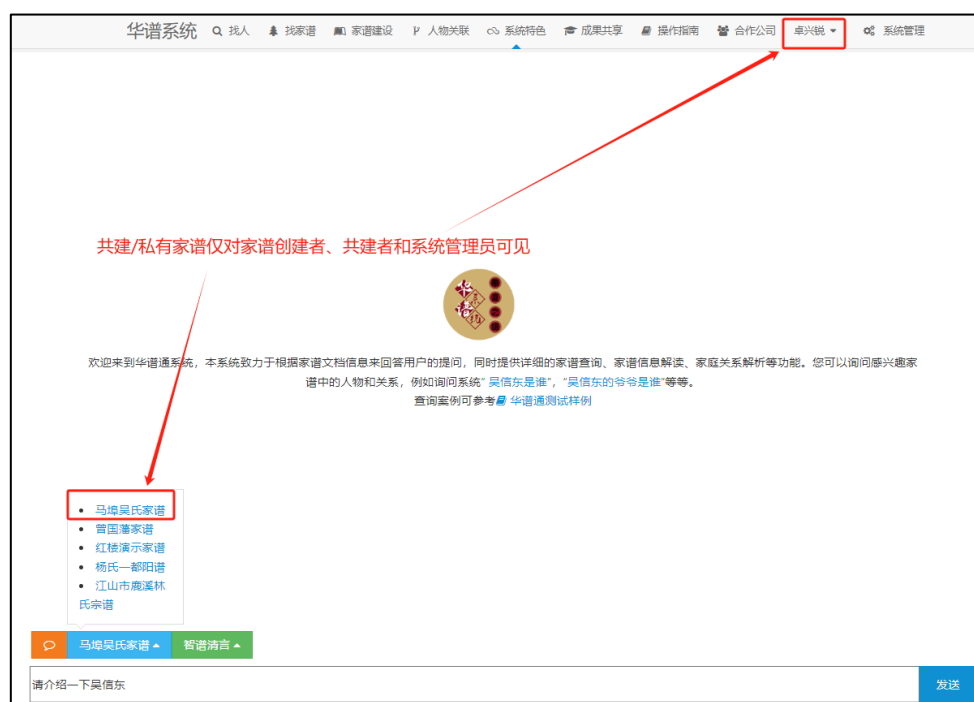 华谱系统 找人 找家谱 家谱建设 人物关联 系统特色 成果共享 操作指南 合作公司 卓兴锐 系统管理
共建/私有家谱仅对家谱创建者、共建者和系统管理员可见
华谱系统
欢迎来到华谱通系统，本系统致力于根据家谱文档信息来回答用户的提问，同时提供详细的家谱查询、家谱信息解读、家庭关系解析等功能。您可以询问感兴趣家
谱中的人物和关系，例如询问系统“ 吴信东是谁”，“吴信东的爷爷是谁”等等。
查询案例可参考 华谱通测试样例
• 马埠吴氏家谱
• 曾国藩家谱
• 红楼演示家谱
• 杨氏—都阳谱
• 江山市鹿溪林
氏宗谱
马埠吴氏家谱 智谱清言
请介绍一下吴信东 发送